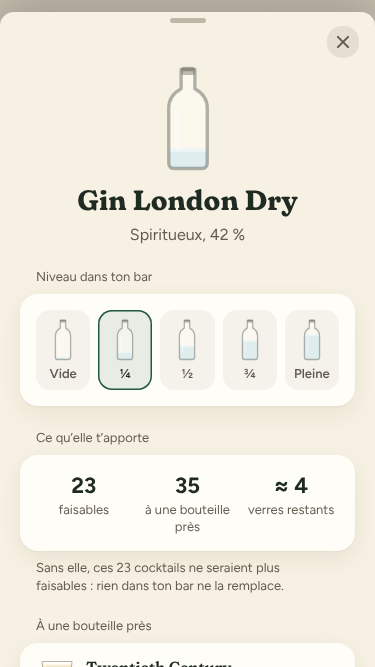 Gin London Dry
Spiritueux, 42 %
Niveau dans ton bar
Vide ¼ ½ ¾ Pleine
Ce qu’elle t’apporte
23 35 ≈ 4
faisables à une bouteille verres restants
près
Sans elle, ces 23 cocktails ne seraient plus
faisables : rien dans ton bar ne la remplace.
À une bouteille près
Twentieth Century